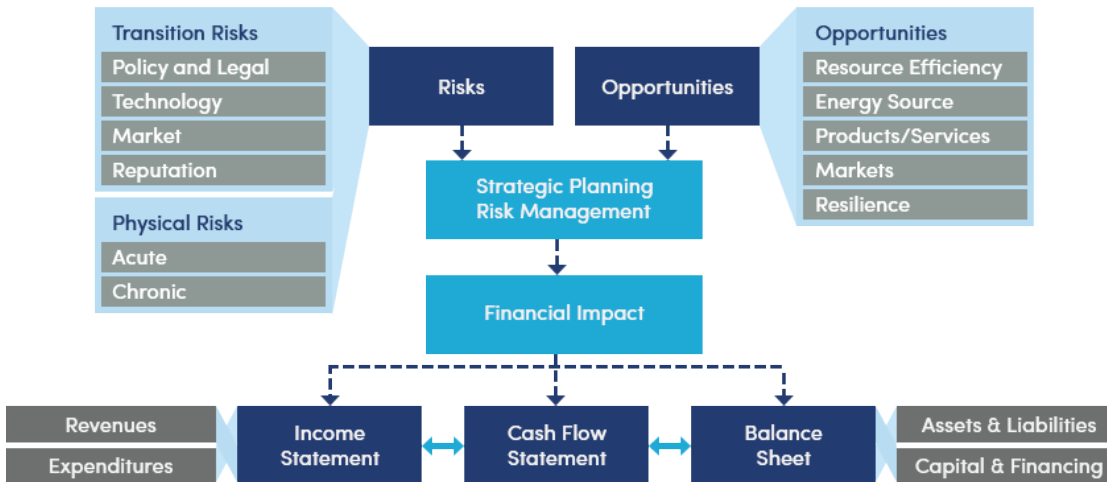 Transition Risks
Policy and Legal
Technology
Market
Reputation
Physical Risks
Acute
Chronic
Risks
Opportunities
Opportunities
Resource Efficiency
Energy Source
Products/Services
Markets
Resilience
Strategic Planning
Risk Management
Financial Impact
Revenues
Expenditures
Income
Statement
Cash Flow
Statement
Balance
Sheet
Assets & Liabilities
Capital & Financing